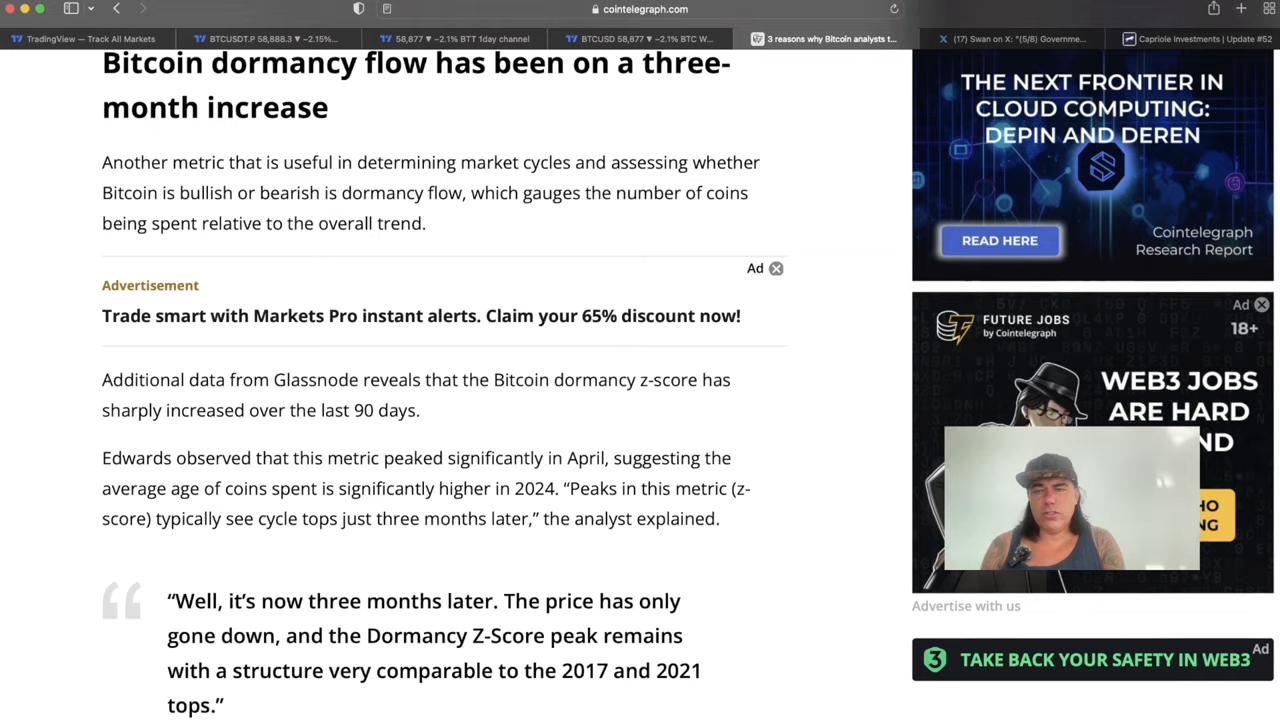 cointelegraph.com
TradingView — Track All Markets
BTCUSDT.P 58,888.3 ▼ −2.15%...
58,877 ▼ −2.1% BTT 1day channel
BTCUSD 58,877 ▼ −2.1% BTC W...
3 reasons why Bitcoin analysts t...
(17) Swan on X: "(5/8) Governme...
Capriole Investments | Update #52
Bitcoin dormancy flow has been on a three-
month increase
Another metric that is useful in determining market cycles and assessing whether
Bitcoin is bullish or bearish is dormancy flow, which gauges the number of coins
being spent relative to the overall trend.
Ad
Advertisement
Trade smart with Markets Pro instant alerts. Claim your 65% discount now!
Additional data from Glassnode reveals that the Bitcoin dormancy z-score has
sharply increased over the last 90 days.
Edwards observed that this metric peaked significantly in April, suggesting the
average age of coins spent is significantly higher in 2024. “Peaks in this metric (z-
score) typically see cycle tops just three months later,” the analyst explained.
“Well, it’s now three months later. The price has only
gone down, and the Dormancy Z-Score peak remains
with a structure very comparable to the 2017 and 2021
tops.”
THE NEXT FRONTIER IN
CLOUD COMPUTING:
DEPIN AND DEREN
READ HERE
Cointelegraph
Research Report
Ad
FUTURE JOBS
by Cointelegraph
18+
WEB3 JOBS
ARE HARD
ND
HO
NG
Advertise with us
Ad
TAKE BACK YOUR SAFETY IN WEB3